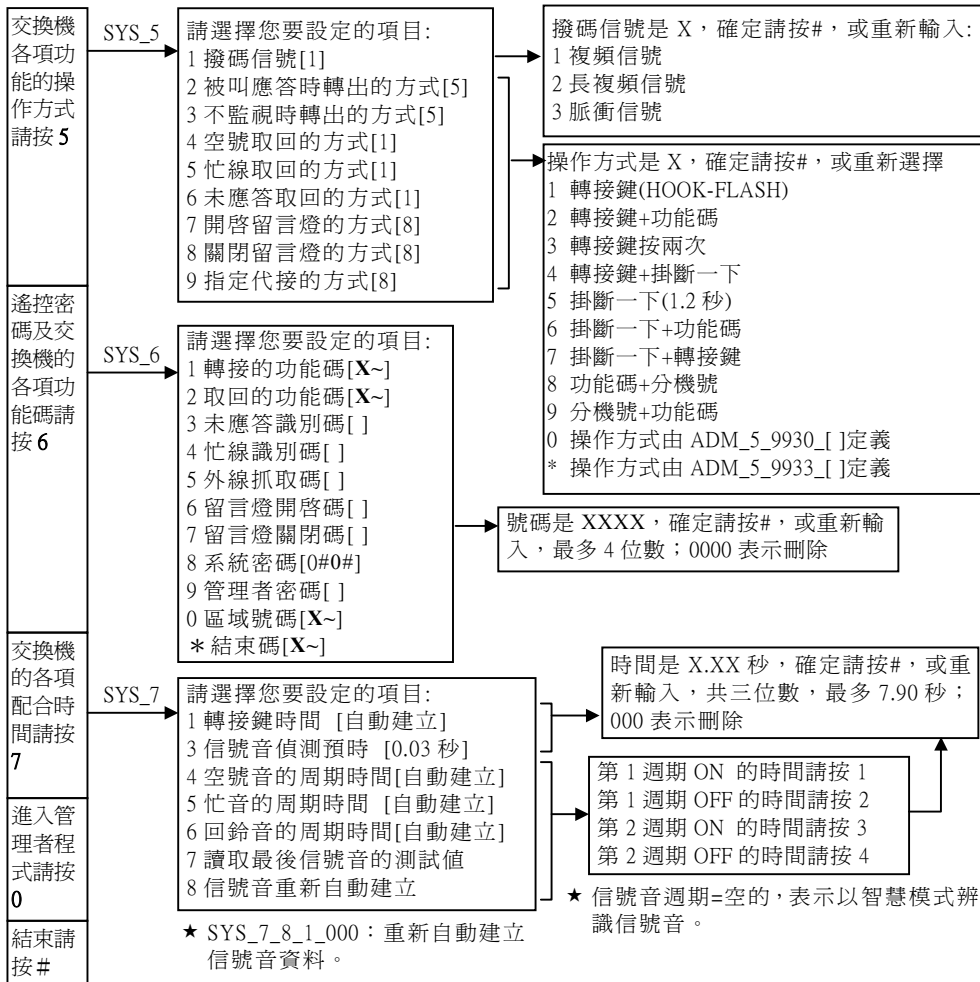 交換機
各項功
能的操
作方式
請按 5
SYS_5
請選擇您要設定的項目:
1 撥碼信號[1]
2 被叫應答時轉出的方式[5]
3 不監視時轉出的方式[5]
4 空號取回的方式[1]
5 忙線取回的方式[1]
6 未應答取回的方式[1]
7 開啓留言燈的方式[8]
8 關閉留言燈的方式[8]
9 指定代接的方式[8]
撥碼信號是 X，確定請按#，或重新輸入:
1 複頻信號
2 長複頻信號
3 脈衝信號
操作方式是 X，確定請按#，或重新選擇
1 轉接鍵(HOOK-FLASH)
2 轉接鍵+功能碼
3 轉接鍵按兩次
4 轉接鍵+掛斷一下
5 掛斷一下(1.2 秒)
6 掛斷一下+功能碼
7 掛斷一下+轉接鍵
8 功能碼+分機號
9 分機號+功能碼
0 操作方式由 ADM_5_9930_[ ]定義
* 操作方式由 ADM_5_9933_[ ]定義
遙控密
碼及交
換機的
各項功
能碼請
按 6
SYS_6
請選擇您要設定的項目:
1 轉接的功能碼[X~]
2 取回的功能碼[X~]
3 未應答識別碼[ ]
4 忙線識別碼[ ]
5 外線抓取碼[ ]
6 留言燈開啓碼[ ]
7 留言燈關閉碼[ ]
8 系統密碼[0#0#]
9 管理者密碼[ ]
0 區域號碼[X~]
＊結束碼[X~]
號碼是 XXXX，確定請按#，或重新輸
入，最多 4 位數；0000 表示刪除
交換機
的各項
配合時
間請按
7
SYS_7
請選擇您要設定的項目:
1 轉接鍵時間 [自動建立]
3 信號音偵測預時 [0.03 秒]
4 空號音的周期時間[自動建立]
5 忙音的周期時間 [自動建立]
6 回鈴音的周期時間[自動建立]
7 讀取最後信號音的測試值
8 信號音重新自動建立
時間是 X.XX 秒，確定請按#，或重
新輸入，共三位數，最多 7.90 秒；
000 表示刪除
第 1 週期 ON 的時間請按 1
第 1 週期 OFF 的時間請按 2
第 2 週期 ON 的時間請按 3
第 2 週期 OFF 的時間請按 4
★ 信號音週期=空的，表示以智慧模式辨
識信號音。
★ SYS_7_8_1_000：重新自動建立
信號音資料。
進入管
理者程
式請按
0
結束請
按＃